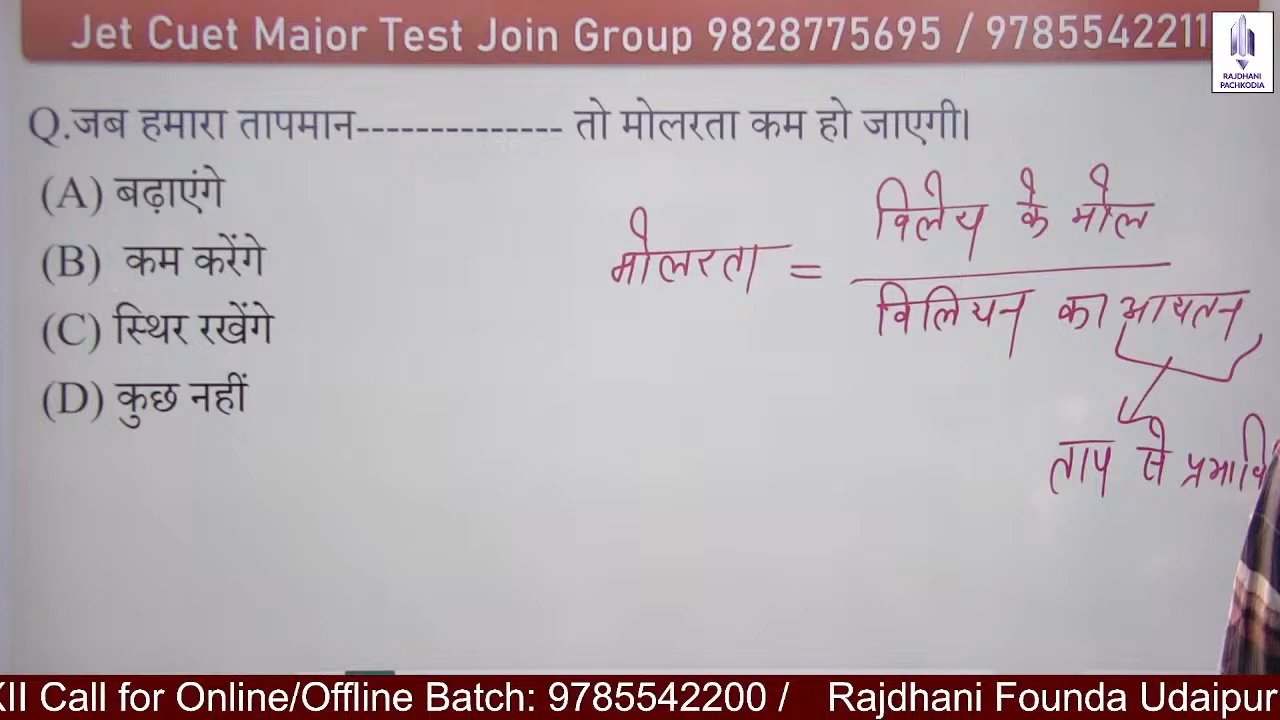 Jet Cuet Major Test Join Group 9828775695 / 9785542211
RAJDHANI
PACHKODIA
Q.जब हमारा तापमान-------------- तो मोलरता कम हो जाएगी।
(A) बढ़ाएंगे
(B) कम करेंगे
(C) स्थिर रखेंगे
(D) कुछ नहीं
मोलरता = विलेय के मोल
विलियन का आयतन
ताप से
XII Call for Online/Offline Batch: 9785542200 / Rajdhani Founda Udaipur